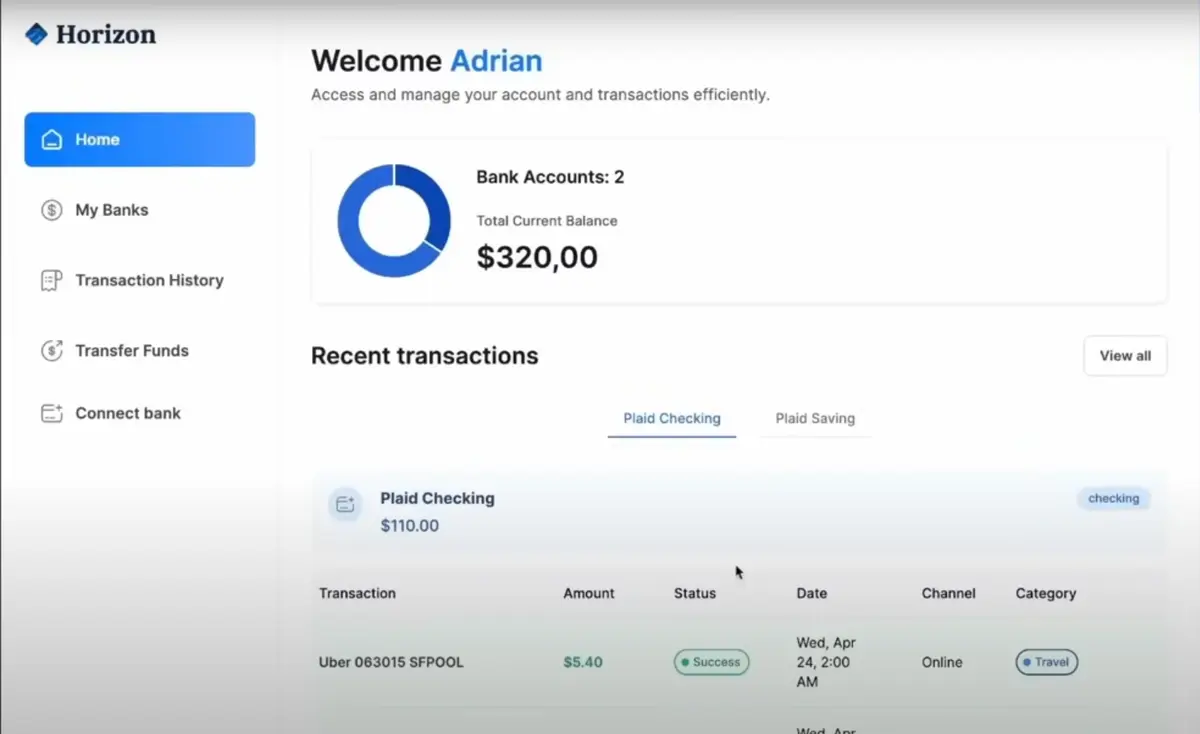 Horizon
Home
My Banks
Transaction History
Transfer Funds
Connect bank
Welcome Adrian
Access and manage your account and transactions efficiently.
Bank Accounts: 2
Total Current Balance
$320,00
Recent transactions
View all
Plaid Checking
Plaid Saving
Plaid Checking
$110.00
checking
Transaction Amount Status Date Channel Category
Uber 063015 SFPOOL $5.40 Success Wed, Apr 24, 2:00 AM Online Travel
Wed, Apr